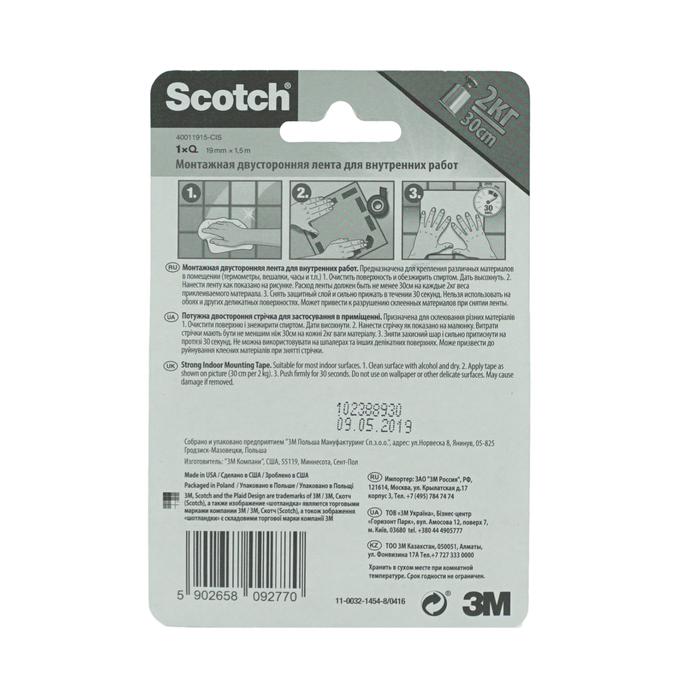 Scotch®
2КГ
30cm
40011915-CIS
1×Q 19 mm × 1,5 m
Монтажная двусторонняя лента для внутренних работ
1.
2.
3.
30
RU Монтажная двусторонняя лента для внутренних работ. Предназначена для крепления различных материалов
в помещении (термометры, вешалки, часы и т.п.) 1. Очистить поверхность и обезжирить спиртом. Дать высохнуть. 2.
Нанести ленту как показано на рисунке. Расход ленты должен быть не менее 30см на каждые 2кг веса
приклеиваемого материала. 3. Снять защитный слой и сильно прижать в течении 30 секунд. Нельзя использовать на
обоях и других деликатных поверхностях. Может привести к разрушению склеенных материалов при снятии ленты.
UA Потужна двостороння стрічка для застосування в приміщенні. Призначена для склеювання різних матеріалів
1. Очистити поверхню і знежирити спиртом. Дати висохнути. 2. Нанести стрічку як показано на малюнку. Витрати
стрічки мають бути не меншим ніж 30см на кожні 2кг ваги матеріалу. 3. Зняти захисний шар і сильно притиснути на
протязі 30 секунд. Не можна використовувати на шпалерах та інших делікатних поверхнях. Може призвести до
руйнування клеєних матеріалів при знятті стрічки.
UK Strong Indoor Mounting Tape. Suitable for most indoor surfaces. 1. Clean surface with alcohol and dry. 2. Apply tape as
shown on picture (30 cm per 2 kg). 3. Push firmly for 30 seconds. Do not use on wallpaper or other delicate surfaces. May cause
damage if removed.
102388930
09.05.2019
Собрано и упаковано предприятием "3М Польша Мануфактуринг Сп.з.о.о.", адрес: ул.Норвеска 8, Янинув, 05-825
Гродзиск-Мазовецки, Польша
Изготовитель: "3М Компани", США, 55119, Миннесота, Сент-Пол
Made in USA / Сделано в США / Зроблено в США
Packaged in Poland / Упаковано в Польше / Упаковано в Польщі
3M, Scotch and the Plaid Design are trademarks of 3M / 3М, Скотч
(Scotch), а также изображение «шотландки» являются торговыми
марками компании 3М / 3М, Скотч (Scotch), а також зображення
«шотландки» є складовими торгової марки компанії 3М
RU Импортер: ЗАО "3М Россия", РФ,
121614, Москва, ул. Крылатская д.17
корпус 3, Тел. +7 (495) 784 74 74
UA ТОВ «3М Україна», Бізнес-центр
«Горизонт Парк», вул. Амосова 12, поверх 7,
м. Київ, 03680 tel. +380 44 4905777
KZ ТОО 3М Казахстан, 050051, Алматы,
ул. Фонвизина 17А Тел.+7 727 333 0000
Хранить в сухом месте при комнатной
температуре. Срок годности не ограничен.
5 902658 092770
11-0032-1454-8/0416
®
3M